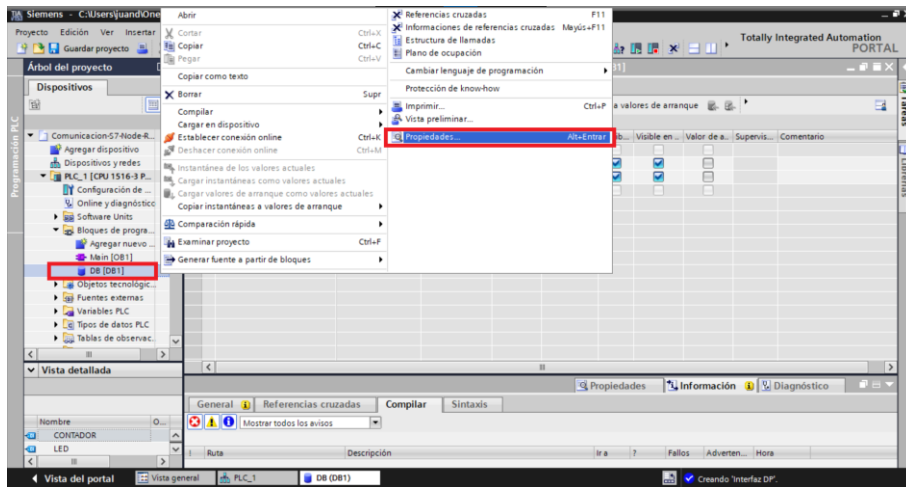 Siemens - C:\Users\juand\One
Proyecto Edición Ver Insertar
Guardar proyecto
Totally Integrated Automation
PORTAL
Árbol del proyecto
Dispositivos
Programación PLC
Comunicacion-S7-Node-R...
Agregar dispositivo
Dispositivos y redes
PLC_1 [CPU 1516-3 P...
Configuración de ...
Online y diagnóstico
Software Units
Bloques de progra...
Agregar nuevo ...
Main [OB1]
DB [DB1]
Objetos tecnológic...
Fuentes externas
Variables PLC
Tipos de datos PLC
Tablas de observac...
Vista detallada
Nombre
CONTADOR
LED
Abrir
Cortar Ctrl+X
Copiar Ctrl+C
Pegar Ctrl+V
Copiar como texto
Borrar Supr
Compilar
Cargar en dispositivo
Establecer conexión online Ctrl+K
Deshacer conexión online Ctrl+M
Instantánea de los valores actuales
Cargar instantáneas como valores actuales
Cargar valores de arranque como valores actuales
Copiar instantáneas a valores de arranque
Comparación rápida
Examinar proyecto Ctrl+F
Generar fuente a partir de bloques
Referencias cruzadas F11
Informaciones de referencias cruzadas Mayús+F11
Estructura de llamadas
Plano de ocupación
Cambiar lenguaje de programación
Protección de know-how
Imprimir... Ctrl+P
Vista preliminar...
Propiedades... Alt+Entrar
a valores de arranque
Visible en .. Valor de a.. Supervis... Comentario
Tareas
Librerías
Propiedades Información Diagnóstico
General Referencias cruzadas Compilar Sintaxis
Mostrar todos los avisos
! Ruta Descripción Ir a ? Fallos Adverten... Hora
Vista del portal Vista general PLC_1 DB (DB1) Creando 'Interfaz DP'.